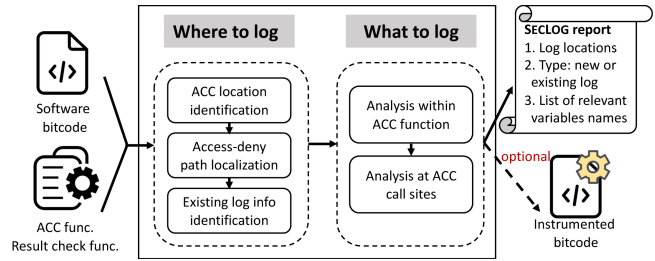 Where to log
What to log
SECLOG report
1. Log locations
2. Type: new or
existing log
3. List of relevant
variables names
</>
Software
bitcode
ACC func.
Result check func.
ACC location
identification
Access-deny
path localization
Existing log info
identification
Analysis within
ACC function
Analysis at ACC
call sites
optional
</>
Instrumented
bitcode